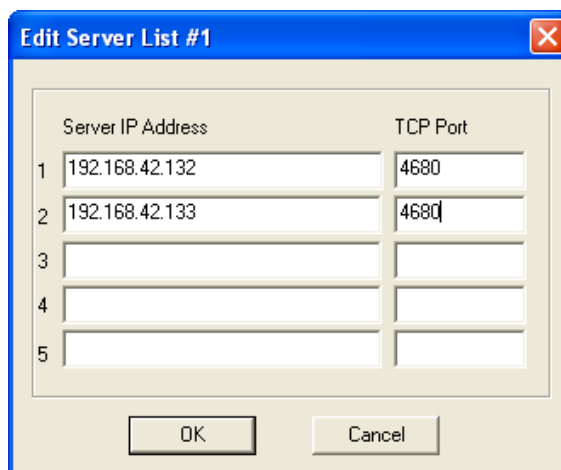 Edit Server List #1
Server IP Address TCP Port
1 192.168.42.132 4680
2 192.168.42.133 4680
3
4
5
OK Cancel